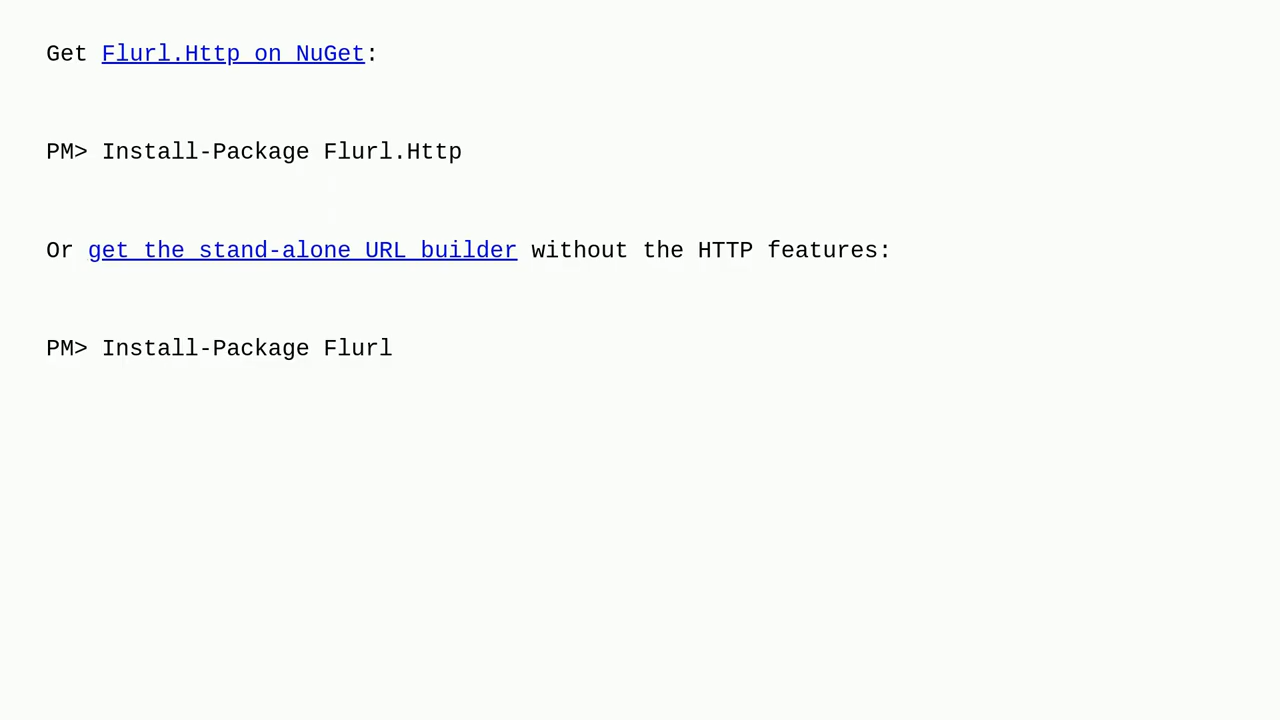 Get Flurl.Http on NuGet:
PM> Install-Package Flurl.Http
Or get the stand-alone URL builder without the HTTP features:
PM> Install-Package Flurl